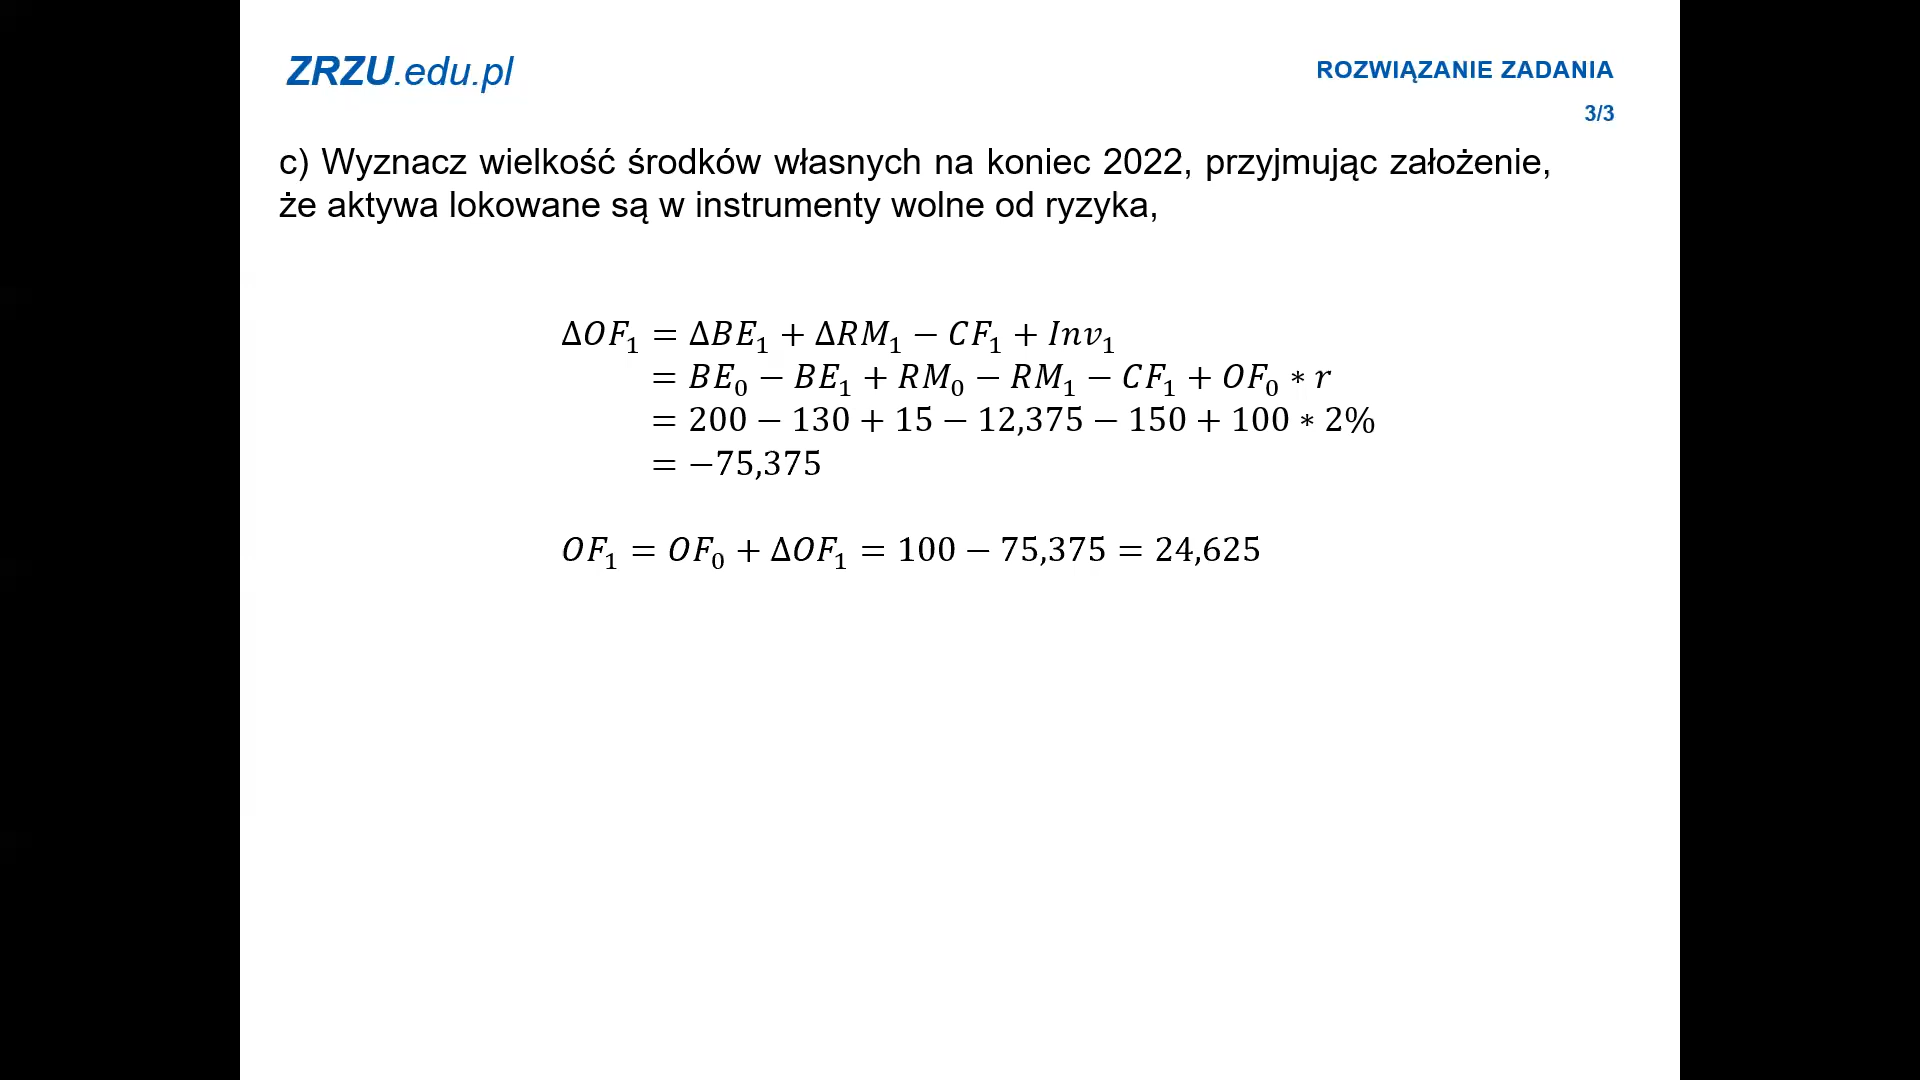 ZRZU.edu.pl
ROZWIĄZANIE ZADANIA
3/3
c) Wyznacz wielkość środków własnych na koniec 2022, przyjmując założenie,
że aktywa lokowane są w instrumenty wolne od ryzyka,
ΔOF₁ = ΔBE₁ + ΔRM₁ − CF₁ + Inv₁
= BE₀ − BE₁ + RM₀ − RM₁ − CF₁ + OF₀ ∗ r
= 200 − 130 + 15 − 12,375 − 150 + 100 ∗ 2%
= −75,375
OF₁ = OF₀ + ΔOF₁ = 100 − 75,375 = 24,625